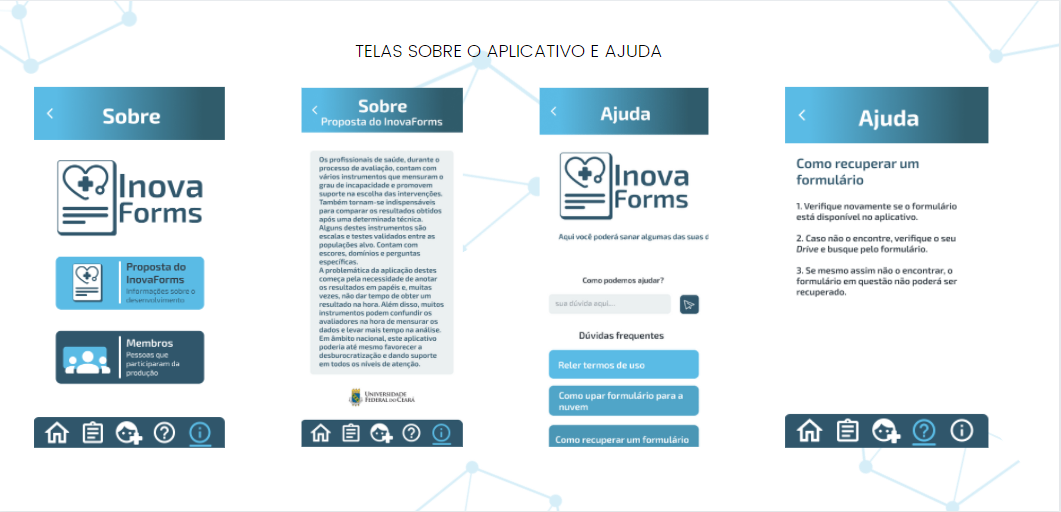 TELAS SOBRE O APLICATIVO E AJUDA
Sobre
Inova
Forms
Proposta do
InovaForms
Informações sobre o
desenvolvimento
Membros
Pessoas que
participaram da
produção
Sobre
Proposta do InovaForms
Os profissionais de saúde, durante o
processo de avaliação, contam com
vários instrumentos que mensuram o
grau de incapacidade e promovem
suporte na escolha das intervenções.
Também tornam-se indispensáveis
para comparar os resultados obtidos
após uma determinada técnica.
Alguns destes instrumentos são
escalas e testes validados entre as
populações alvo. Contam com
escores, domínios e perguntas
específicas.
A problemática da aplicação destes
começa pela necessidade de anotar
os resultados em papéis e, muitas
vezes, não dar tempo de obter um
resultado na hora. Além disso, muitos
instrumentos podem confundir os
avaliadores na hora de mensurar os
dados e levar mais tempo na análise.
Em âmbito nacional, este aplicativo
poderia até mesmo favorecer a
desburocratização e dando suporte
em todos os níveis de atenção.
UNIVERSIDADE
FEDERAL DO CEARÁ
Ajuda
Inova
Forms
Aqui você poderá sanar algumas das suas d
Como podemos ajudar?
sua dúvida aqui...
Dúvidas frequentes
Reler termos de uso
Como upar formulário para a
nuvem
Como recuperar um formulário
Ajuda
Como recuperar um
formulário
1. Verifique novamente se o formulário
está disponível no aplicativo.
2. Caso não o encontre, verifique o seu
Drive e busque pelo formulário.
3. Se mesmo assim não o encontrar, o
formulário em questão não poderá ser
recuperado.